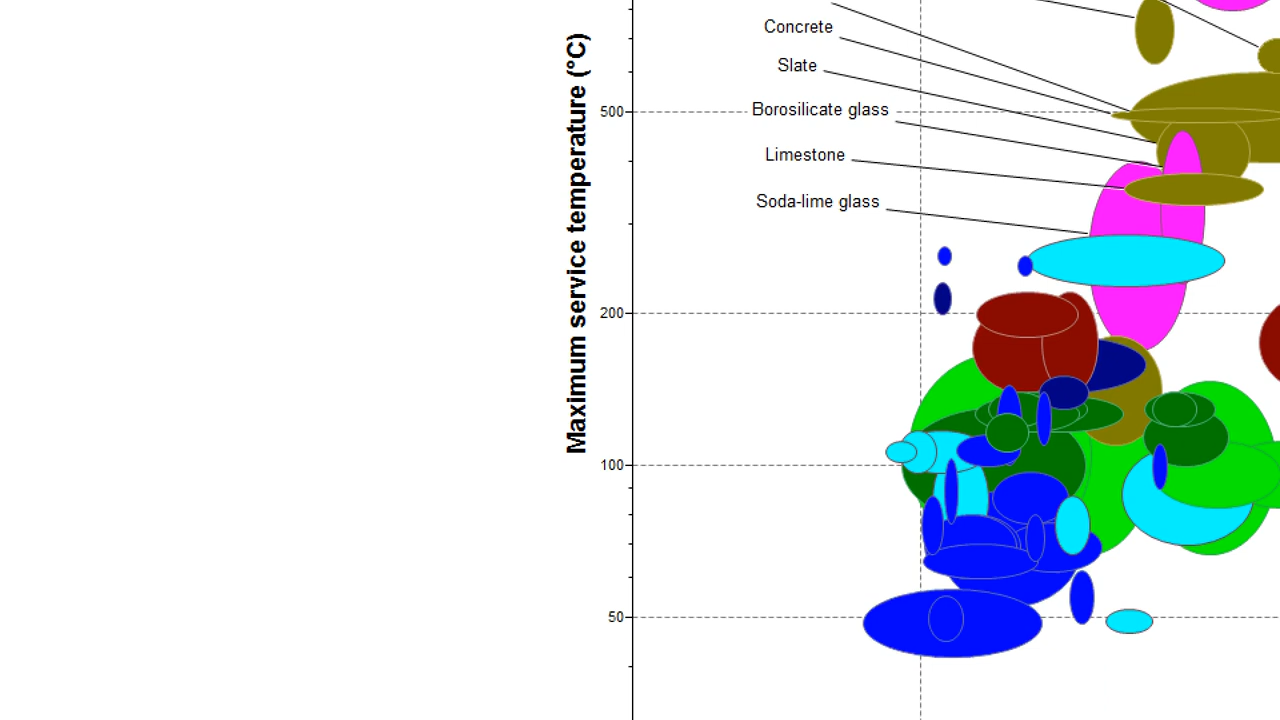 Maximum service temperature (°C)
Concrete
Slate
500
Borosilicate glass
Limestone
Soda-lime glass
200
100
50